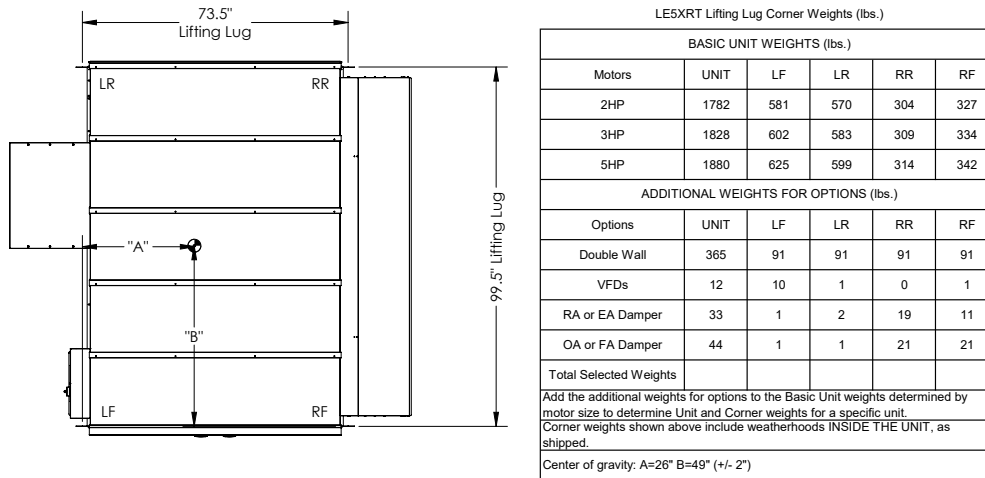 73.5"
Lifting Lug
LR
RR
"A"
"B"
99.5" Lifting Lug
LF
RF
LE5XRT Lifting Lug Corner Weights (lbs.)
BASIC UNIT WEIGHTS (lbs.)
Motors UNIT LF LR RR RF
2HP 1782 581 570 304 327
3HP 1828 602 583 309 334
5HP 1880 625 599 314 342
ADDITIONAL WEIGHTS FOR OPTIONS (lbs.)
Options UNIT LF LR RR RF
Double Wall 365 91 91 91 91
VFDs 12 10 1 0 1
RA or EA Damper 33 1 2 19 11
OA or FA Damper 44 1 1 21 21
Total Selected Weights
Add the additional weights for options to the Basic Unit weights determined by
motor size to determine Unit and Corner weights for a specific unit.
Corner weights shown above include weatherhoods INSIDE THE UNIT, as
shipped.
Center of gravity: A=26" B=49" (+/- 2")